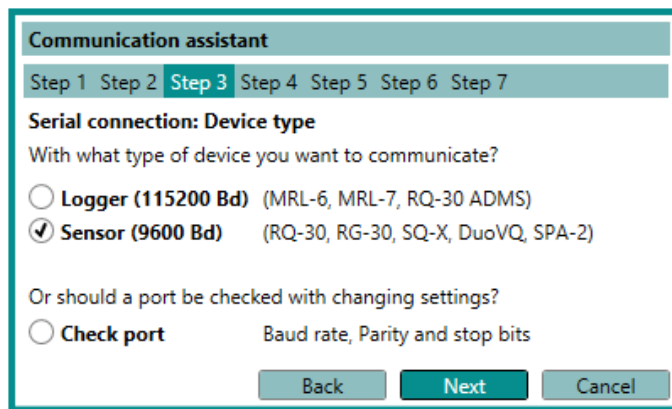 Communication assistant
Step 1 Step 2 Step 3 Step 4 Step 5 Step 6 Step 7
Serial connection: Device type
With what type of device you want to communicate?
Logger (115200 Bd) (MRL-6, MRL-7, RQ-30 ADMS)
Sensor (9600 Bd) (RQ-30, RG-30, SQ-X, DuoVQ, SPA-2)
Or should a port be checked with changing settings?
Check port Baud rate, Parity and stop bits
Back Next Cancel